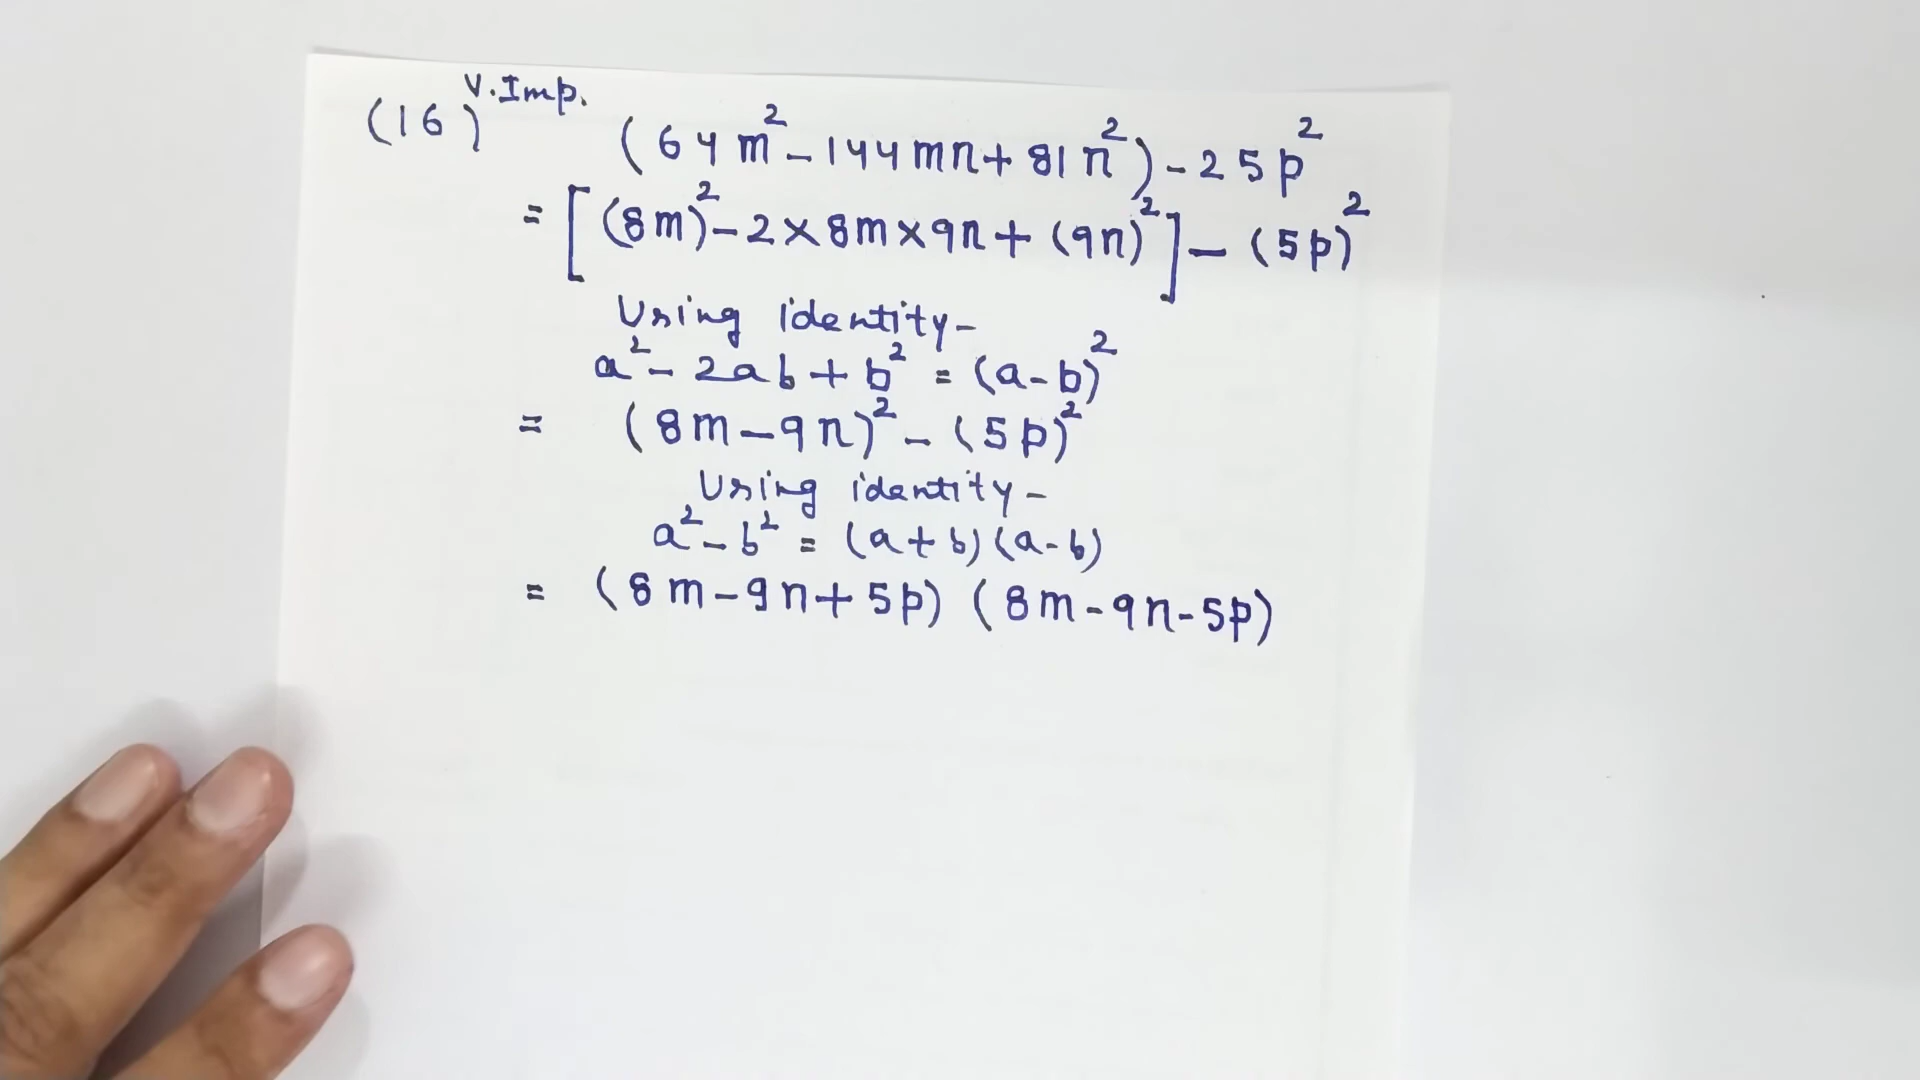 (16) V.Imp. (64m² - 144mn + 81n²) - 25p²
= [(8m)² - 2×8m×9n + (9n)²] - (5p)²
Using identity-
a² - 2ab + b² = (a-b)²
= (8m - 9n)² - (5p)²
Using identity-
a² - b² = (a+b)(a-b)
= (8m - 9n + 5p) (8m - 9n - 5p)